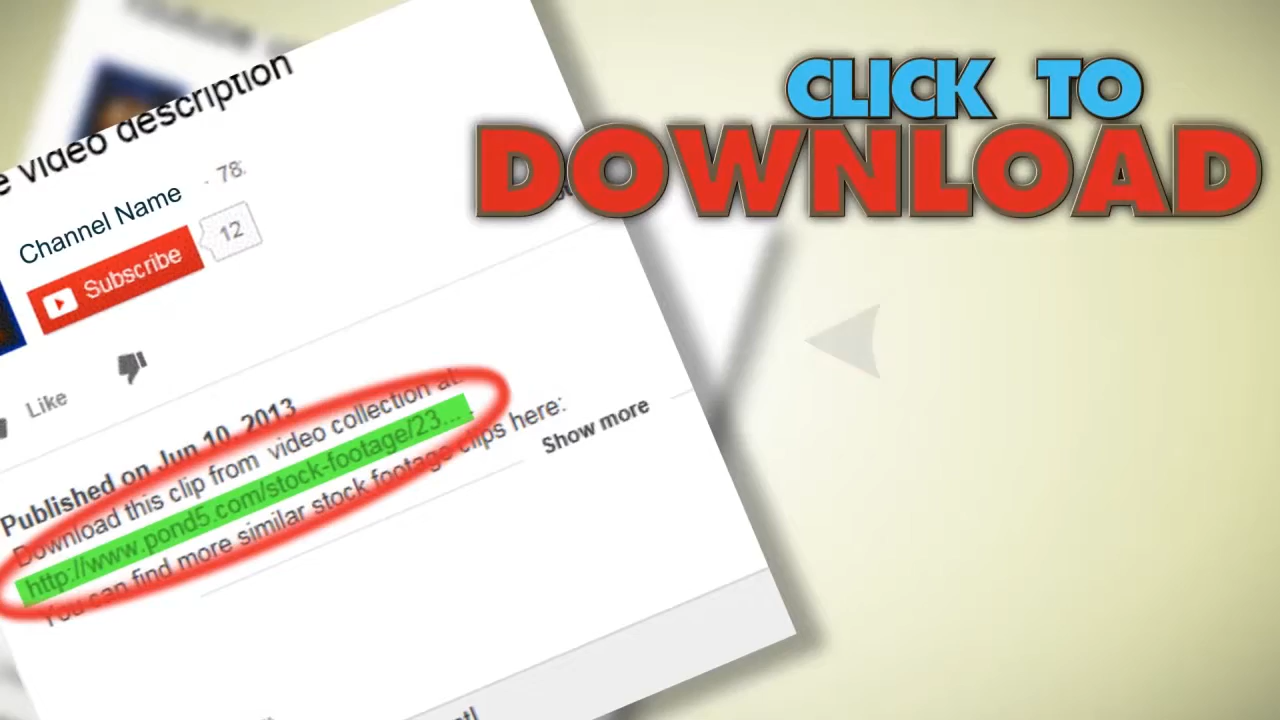 CLICK TO
DOWNLOAD
video description
Channel Name
Subscribe
12
Like
Published on Jun 10, 2013
Download this clip from video collection at:
http://www.pond5.com/stock-footage/23...
You can find more similar stock footage clips here:
Show more